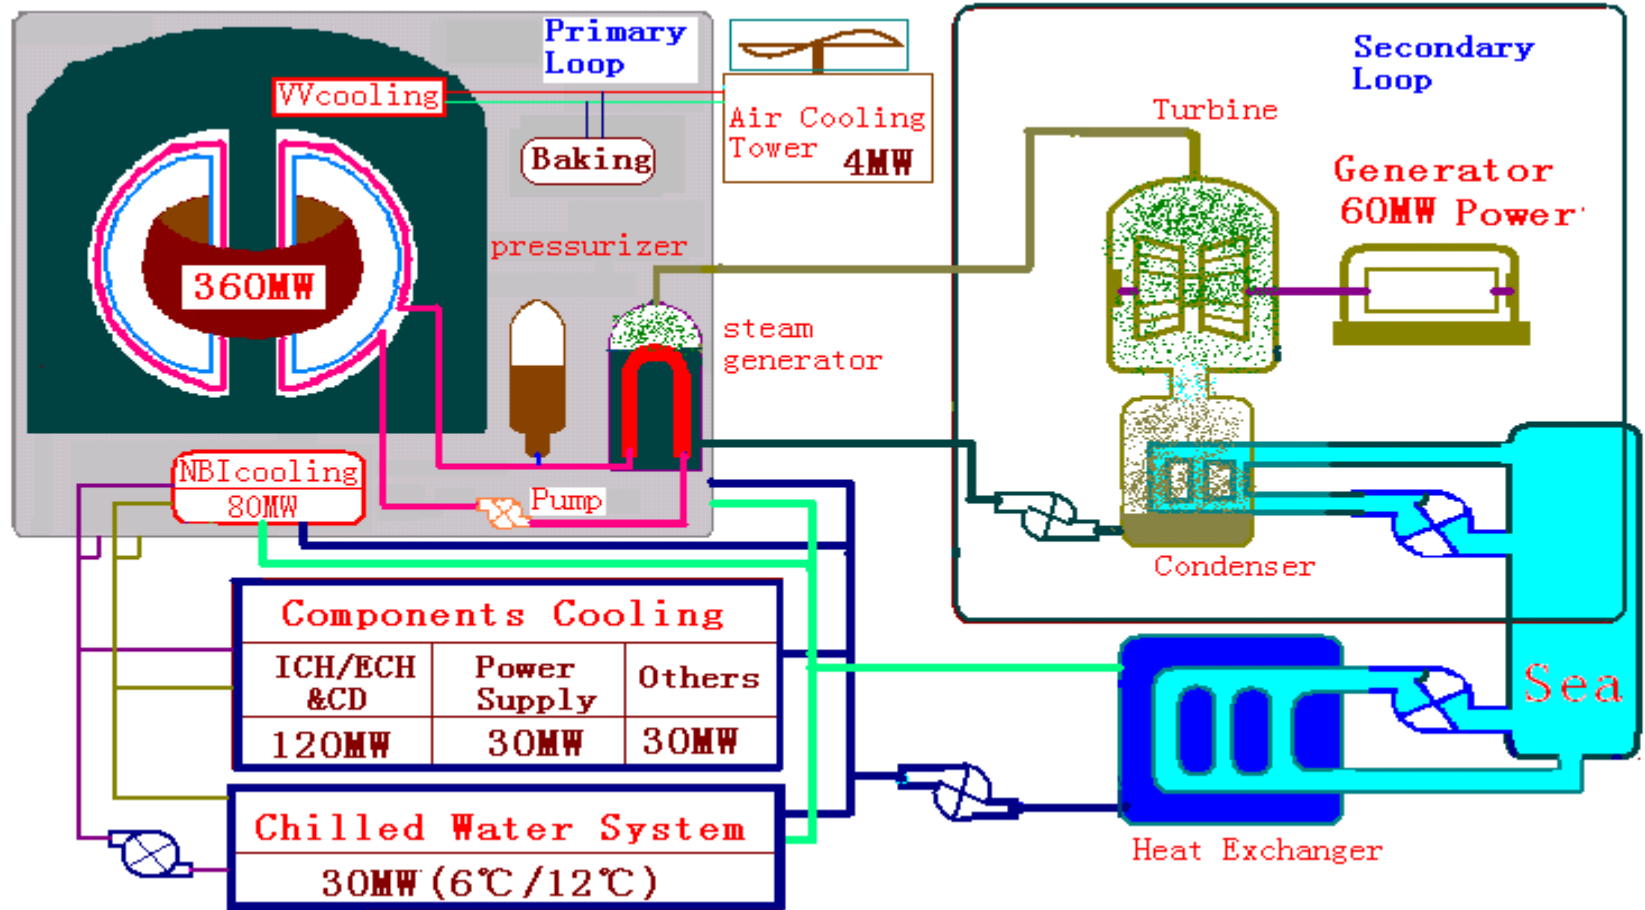 Primary
Loop
Secondary
Loop
VVcooling
Air Cooling
Tower 4MW
Baking
Turbine
Generator
60MW Power
pressurizer
360MW
steam
generator
NBIcooling
80MW
Pump
Condenser
Components Cooling
ICH/ECH
&CD
Power
Supply
Others
120MW
30MW
30MW
Sea
Chilled Water System
30MW(6℃/12℃)
Heat Exchanger